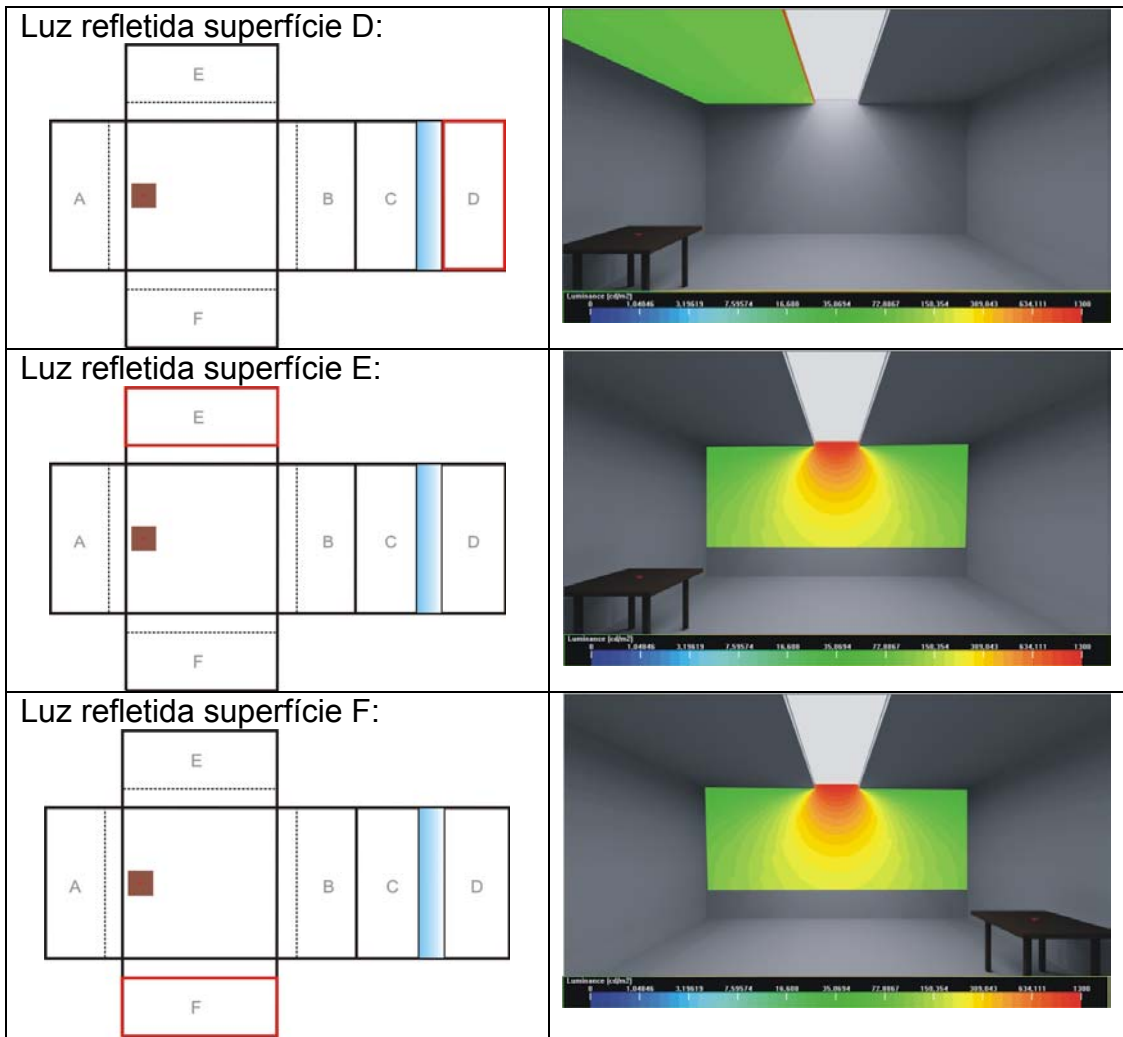 Luz refletida superfície D:
E
A
B
C
D
F
Luminance (cd/m2)
0 1,04846 3,19619 7,59574 16,608 35,0694 72,8867 150,354 309,043 634,111 1300
Luz refletida superfície E:
E
A
B
C
D
F
Luminance (cd/m2)
0 1,04846 3,19619 7,59574 16,608 35,0694 72,8867 150,354 309,043 634,111 1300
Luz refletida superfície F:
E
A
B
C
D
F
Luminance (cd/m2)
0 1,04846 3,19619 7,59574 16,608 35,0694 72,8867 150,354 309,043 634,111 1300